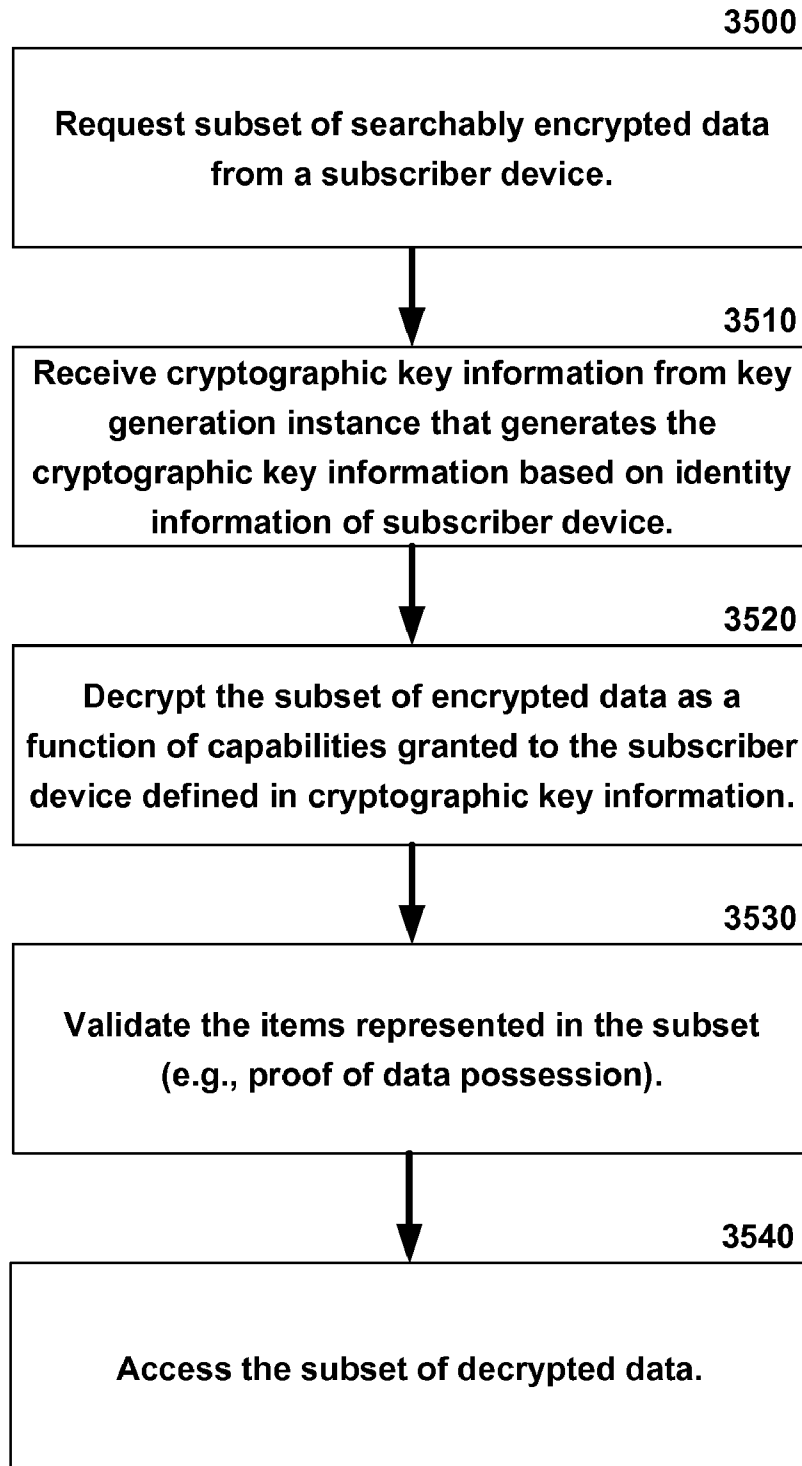 3500
Request subset of searchably encrypted data
from a subscriber device.
3510
Receive cryptographic key information from key
generation instance that generates the
cryptographic key information based on identity
information of subscriber device.
3520
Decrypt the subset of encrypted data as a
function of capabilities granted to the subscriber
device defined in cryptographic key information.
3530
Validate the items represented in the subset
(e.g., proof of data possession).
3540
Access the subset of decrypted data.